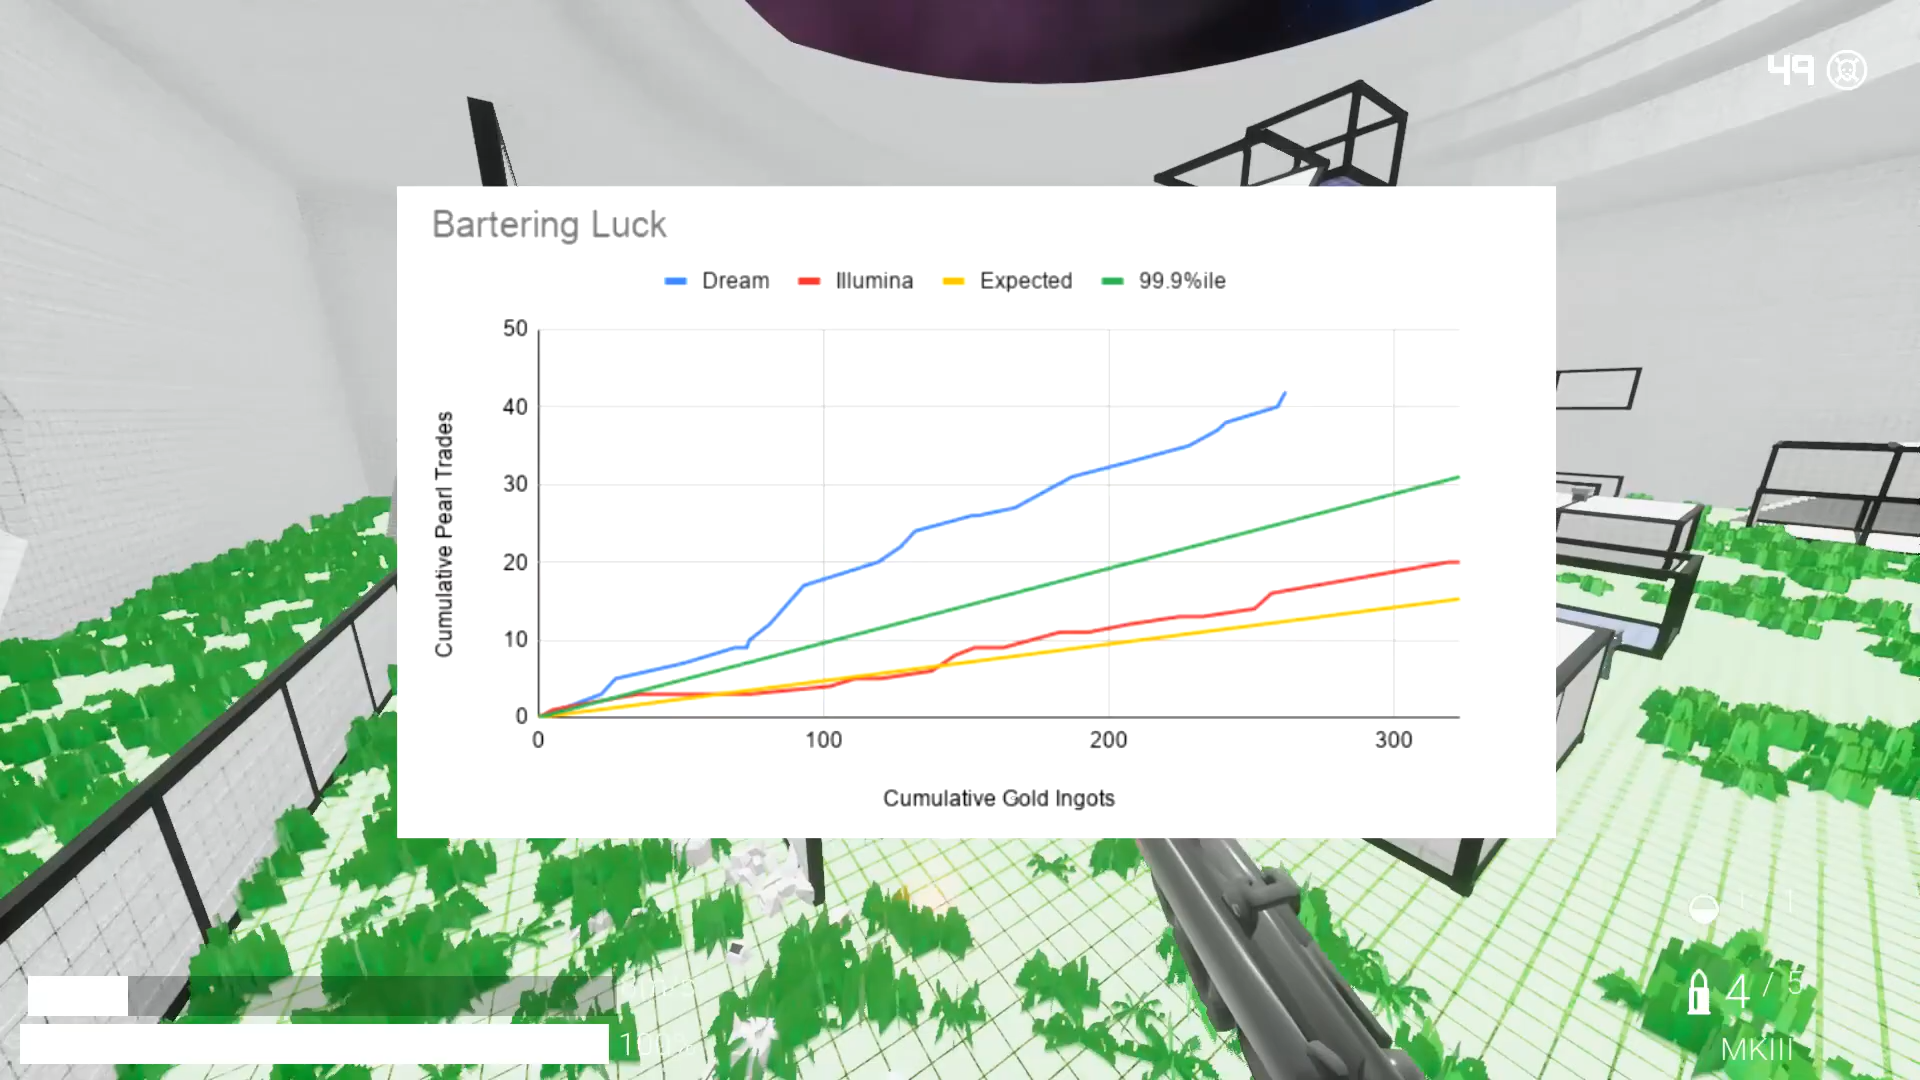 49
Bartering Luck
Dream Illumina Expected 99.9%ile
50
40
30
20
10
0
Cumulative Pearl Trades
0 100 200 300
Cumulative Gold Ingots
4 / 5
100%
MKIII